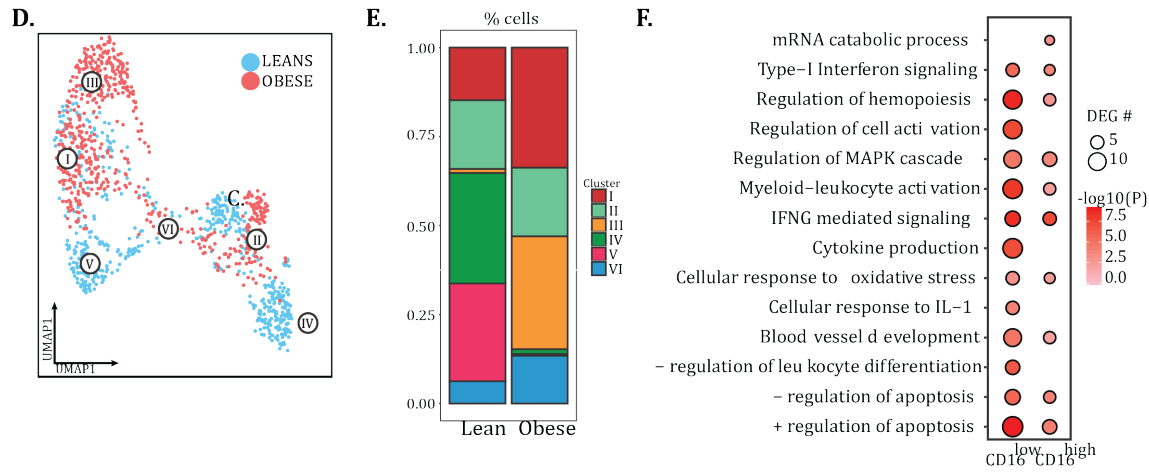 D.
LEANS
OBESE
III
I
C.
VI
II
V
IV
UMAP1
UMAP1
E.
% cells
1.00
0.75
0.50
0.25
0.00
Lean Obese
Cluster
I
II
III
IV
V
VI
F.
mRNA catabolic process
Type−I Interferon signaling
Regulation of hemopoiesis
Regulation of cell acti vation
Regulation of MAPK cascade
Myeloid−leukocyte acti vation
IFNG mediated signaling
Cytokine production
Cellular response to oxidative stress
Cellular response to IL−1
Blood vessel d evelopment
− regulation of leu kocyte differentiation
− regulation of apoptosis
+ regulation of apoptosis
CD16low CD16high
DEG #
5
10
-log10(P)
7.5
5.0
2.5
0.0